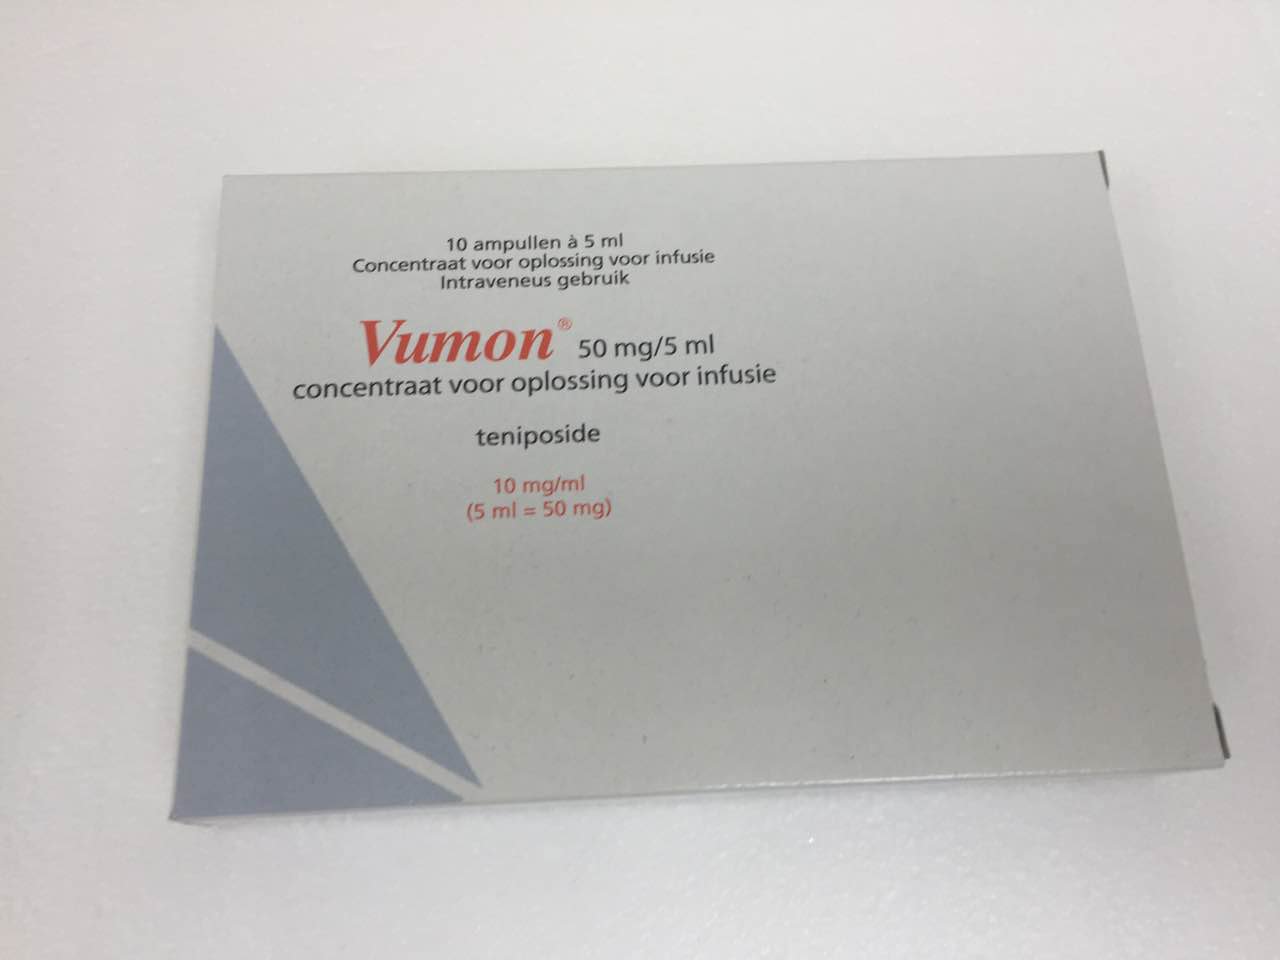 10 ampullen à 5 ml
Concentraat voor oplossing voor infusie
Intraveneus gebruik
Vumon® 50 mg/5 ml
concentraat voor oplossing voor infusie
teniposide
10 mg/ml
(5 ml = 50 mg)